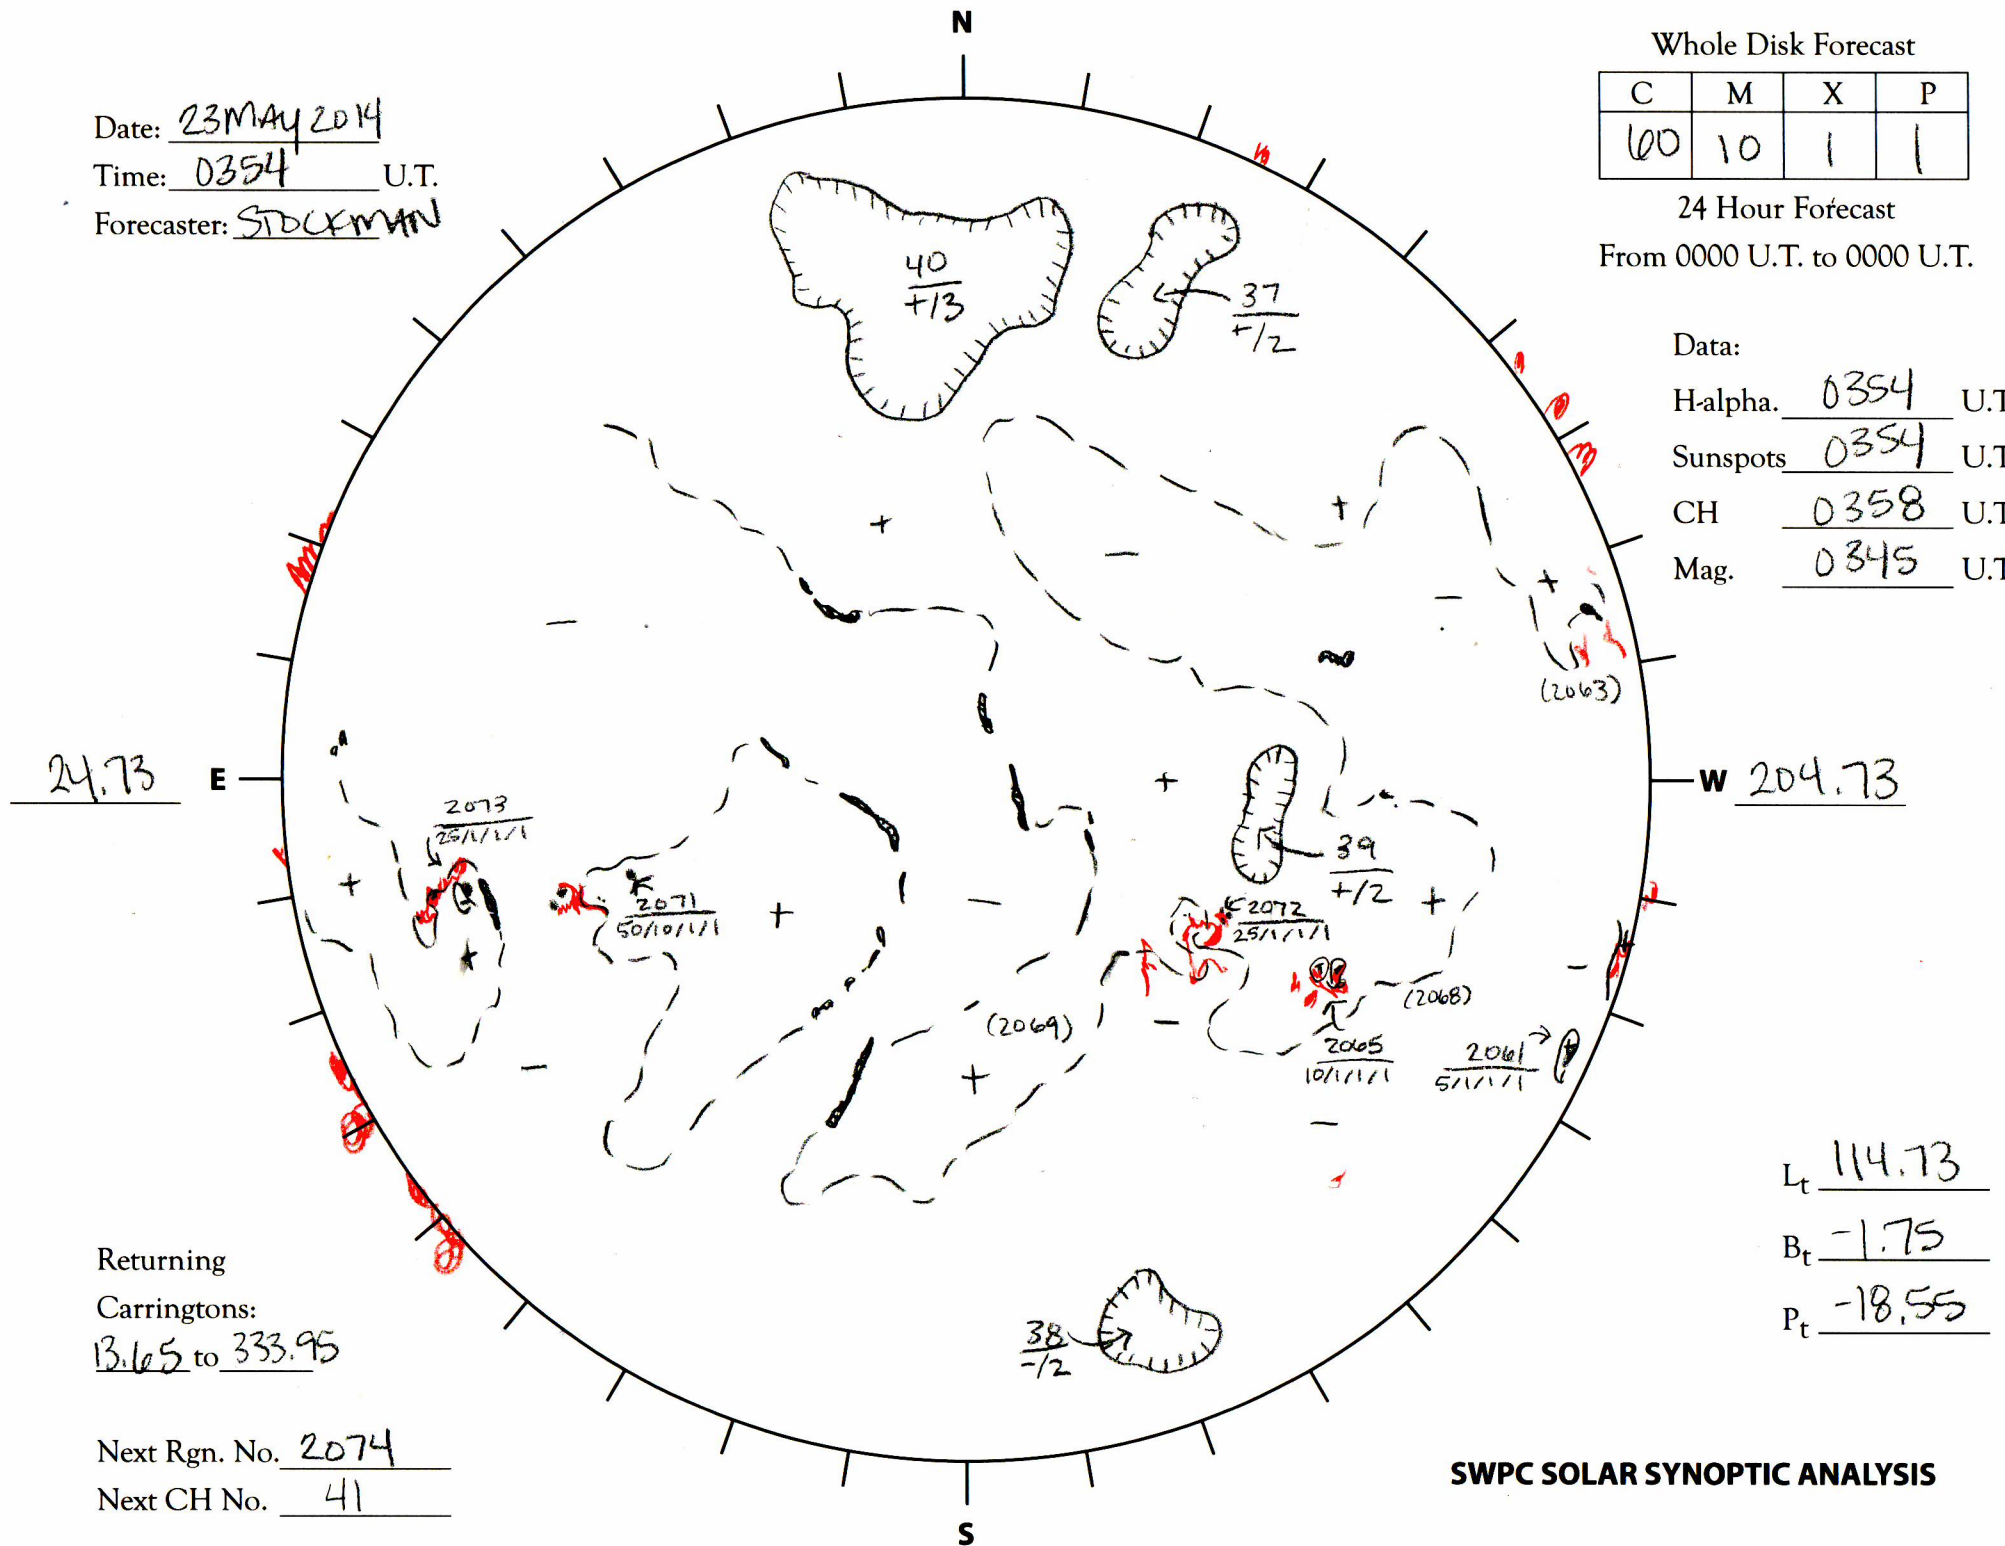 N
Whole Disk Forecast
C M X P
60 10 1 1
24 Hour Forecast
From 0000 U.T. to 0000 U.T.
Date: 23MAY2014
Time: 0354 U.T.
Forecaster: STOCKMAN
40
+/3
37
+/2
Data:
H-alpha. 0354 U.T
Sunspots 0354 U.T
CH 0358 U.T
Mag. 0345 U.T
+
+
−
+
−
−
(2063)
24.73 E
+
W 204.73
2073
25/1/1/1
39
+/2
+
2071
50/10/1/1
+
−
2072
25/1/1/1
+
−
(2068)
(2069)
−
2065
10/1/1/1
2061
5/1/1/1
−
+
−
Lt 114.73
Bt -1.75
Pt -18.55
Returning
Carringtons:
13.65 to 333.95
38
-/2
Next Rgn. No. 2074
Next CH No. 41
SWPC SOLAR SYNOPTIC ANALYSIS
S